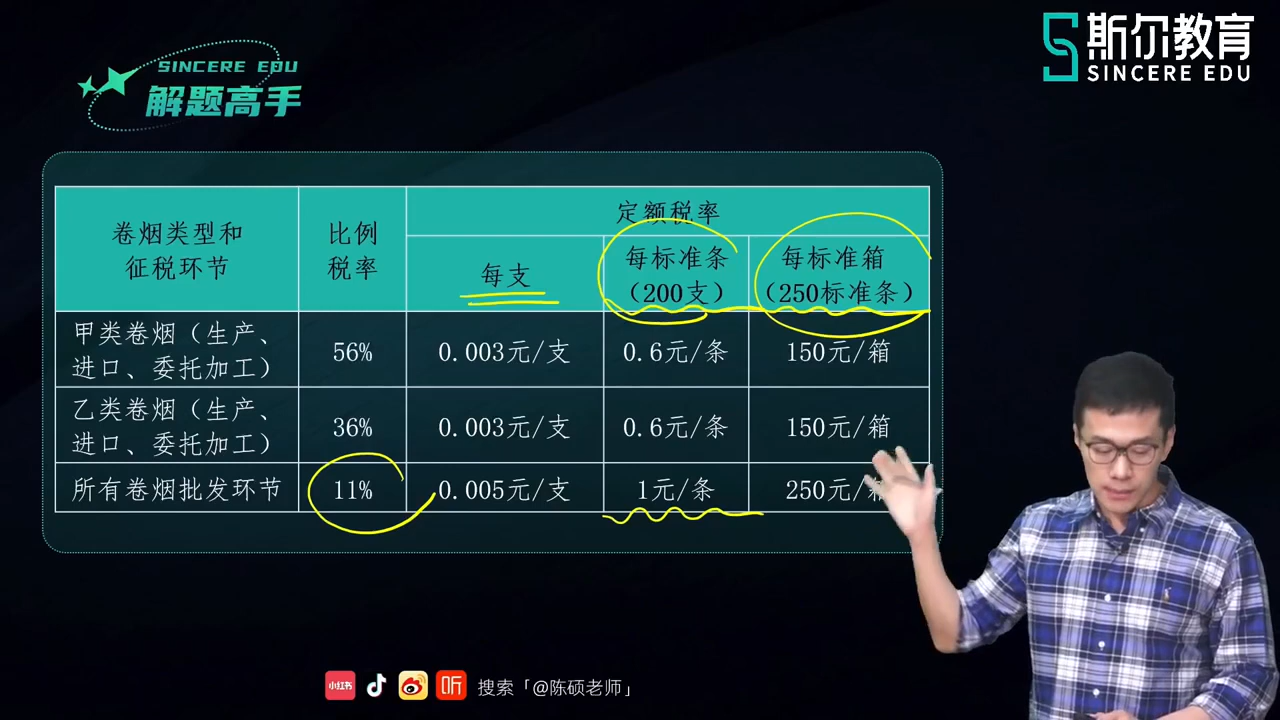 SINCERE EDU
解题高手
斯尔教育
SINCERE EDU
卷烟类型和
征税环节
比例
税率
定额税率
每支
每标准条
（200支）
每标准箱
（250标准条）
甲类卷烟（生产、
进口、委托加工）
56%
0.003元/支
0.6元/条
150元/箱
乙类卷烟（生产、
进口、委托加工）
36%
0.003元/支
0.6元/条
150元/箱
所有卷烟批发环节
11%
0.005元/支
1元/条
250元/箱
小红书
听
搜索「@陈硕老师」